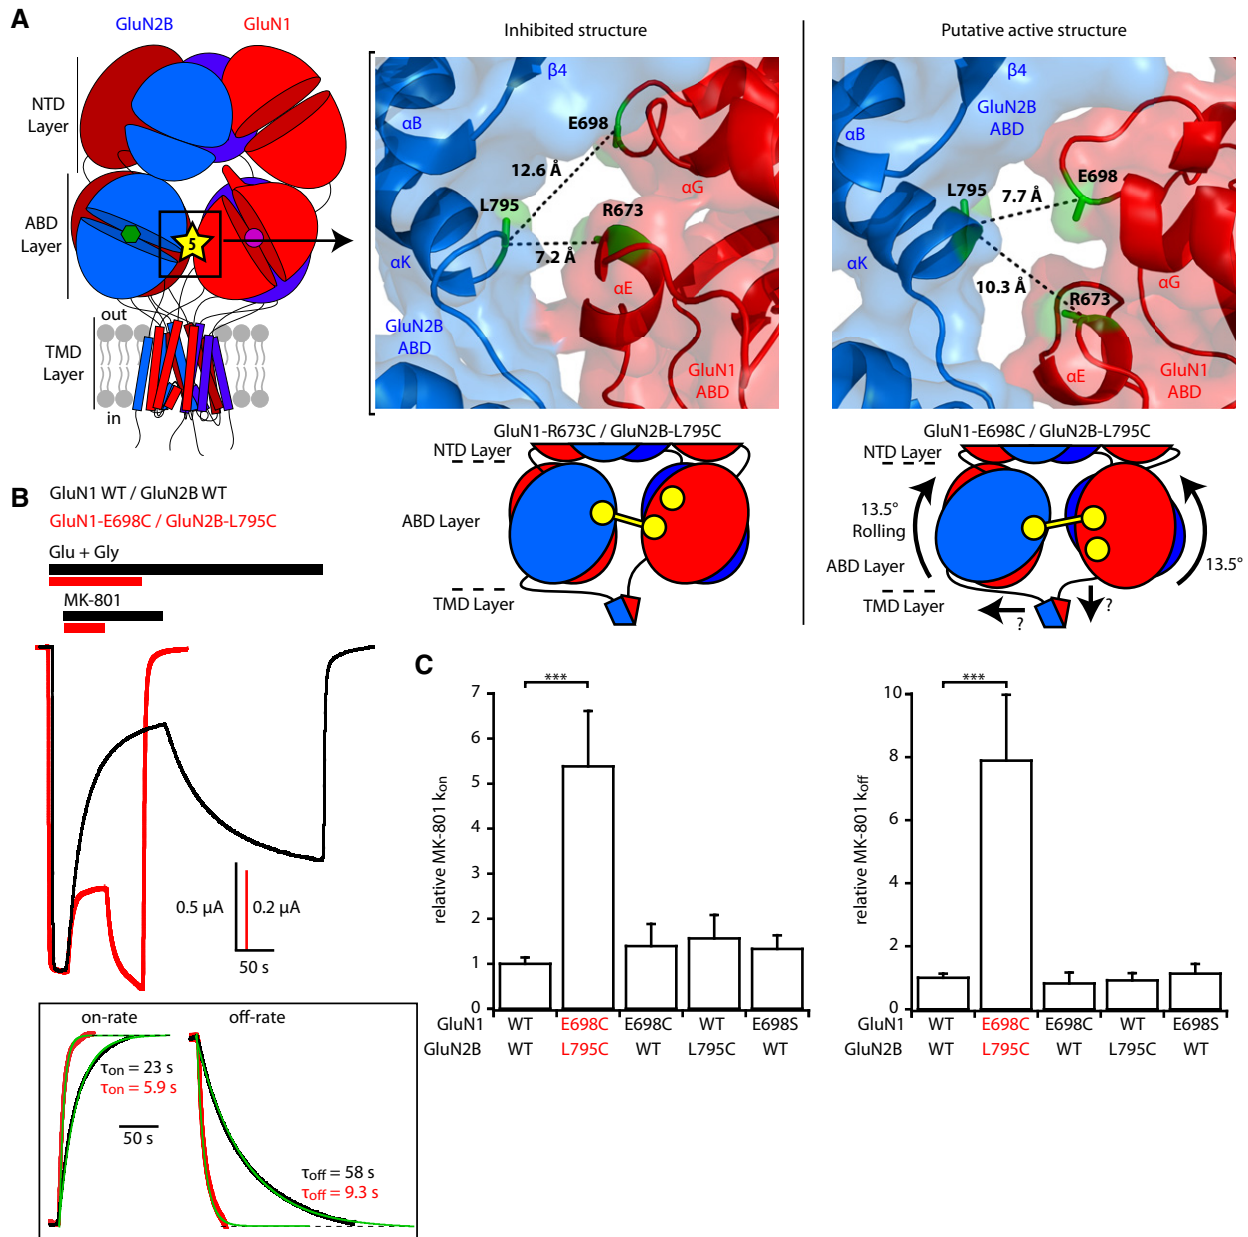 A
GluN2B
GluN1
NTD
Layer
ABD
Layer
5
out
TMD
Layer
in
Inhibited structure
β4
αB
E698
12.6 Å
αG
L795
R673
7.2 Å
αK
αE
GluN2B
ABD
GluN1
ABD
Putative active structure
β4
GluN2B
ABD
αB
L795
E698
7.7 Å
αK
10.3 Å
αG
R673
αE
GluN1
ABD
GluN1-R673C / GluN2B-L795C
NTD Layer
ABD Layer
TMD Layer
GluN1-E698C / GluN2B-L795C
NTD Layer
13.5°
Rolling
ABD Layer
13.5°
TMD Layer
?
?
B
GluN1 WT / GluN2B WT
GluN1-E698C / GluN2B-L795C
Glu + Gly
MK-801
0.5 µA
0.2 µA
50 s
on-rate
off-rate
τon = 23 s
τon = 5.9 s
50 s
τoff = 58 s
τoff = 9.3 s
C
relative MK-801 kon
7
6
5
4
3
2
1
0
***
GluN1 WT E698C E698C WT E698S
GluN2B WT L795C WT L795C WT
relative MK-801 koff
10
8
6
4
2
0
***
GluN1 WT E698C E698C WT E698S
GluN2B WT L795C WT L795C WT